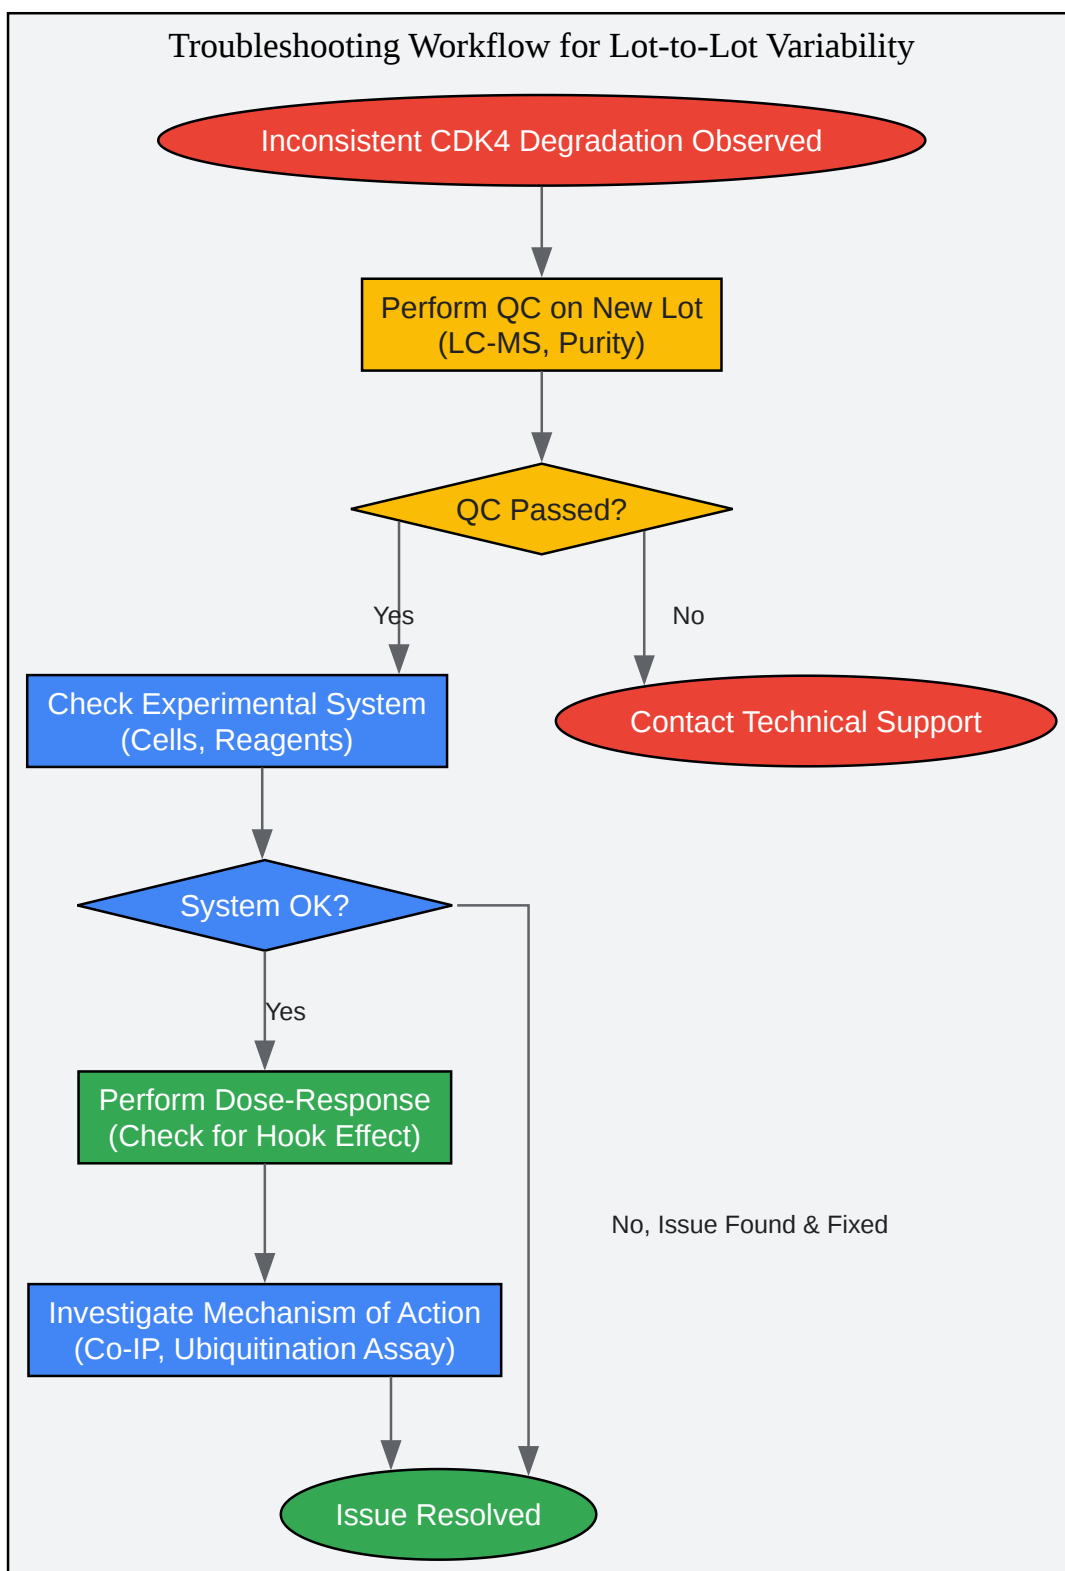 Troubleshooting Workflow for Lot-to-Lot Variability
Inconsistent CDK4 Degradation Observed
Perform QC on New Lot
(LC-MS, Purity)
QC Passed?
Yes
No
Check Experimental System
(Cells, Reagents)
Contact Technical Support
System OK?
Yes
Perform Dose-Response
(Check for Hook Effect)
No, Issue Found & Fixed
Investigate Mechanism of Action
(Co-IP, Ubiquitination Assay)
Issue Resolved